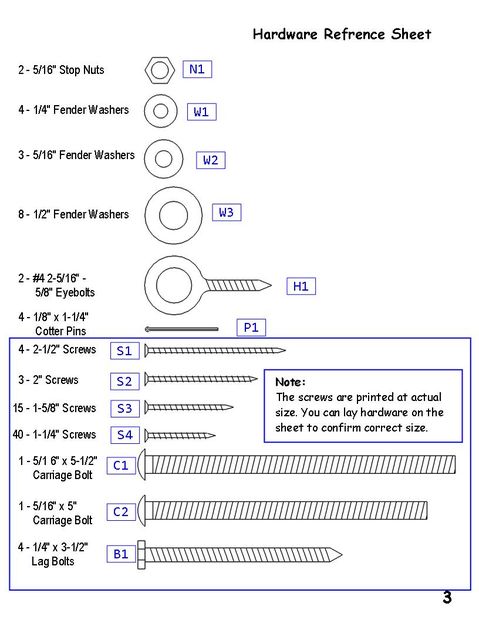 Hardware Refrence Sheet
2 - 5/16" Stop Nuts
N1
4 - 1/4" Fender Washers
W1
3 - 5/16" Fender Washers
W2
8 - 1/2" Fender Washers
W3
2 - #4 2-5/16" -
5/8" Eyebolts
H1
4 - 1/8" x 1-1/4"
Cotter Pins
P1
4 - 2-1/2" Screws
S1
3 - 2" Screws
S2
15 - 1-5/8" Screws
S3
40 - 1-1/4" Screws
S4
Note:
The screws are printed at actual
size. You can lay hardware on the
sheet to confirm correct size.
1 - 5/1 6" x 5-1/2"
Carriage Bolt
C1
1 - 5/16" x 5"
Carriage Bolt
C2
4 - 1/4" x 3-1/2"
Lag Bolts
B1
3